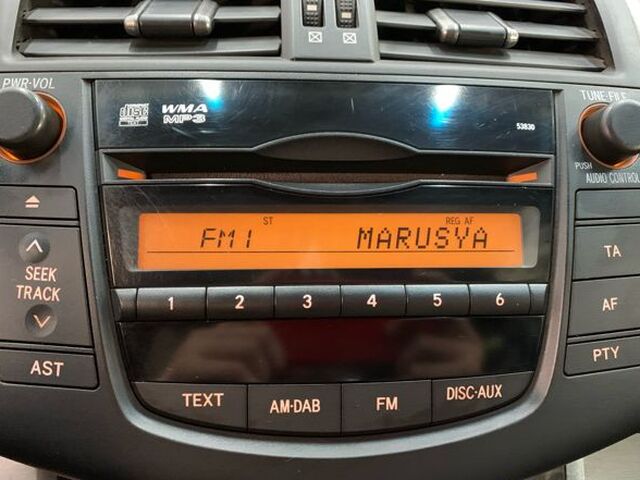 PWR·VOL
TUNE·FILE
WMA
MP3
53830
PUSH
AUDIO CONTROL
ST
REG AF
FM1 MARUSYA
SEEK
TRACK
1 2 3 4 5 6
TA
AF
PTY
AST
TEXT
AM·DAB
FM
DISC·AUX